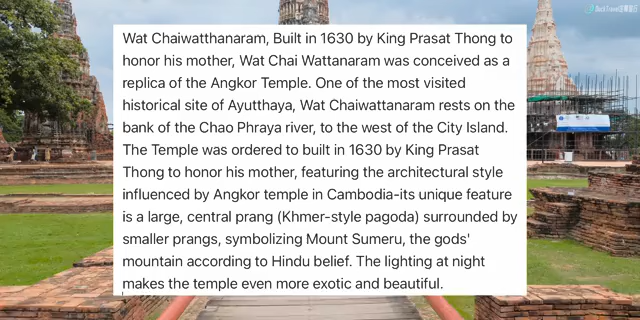 Wat Chaiwatthanaram, Built in 1630 by King Prasat Thong to
honor his mother, Wat Chai Wattanaram was conceived as a
replica of the Angkor Temple. One of the most visited
historical site of Ayutthaya, Wat Chaiwattanaram rests on the
bank of the Chao Phraya river, to the west of the City Island.
The Temple was ordered to built in 1630 by King Prasat
Thong to honor his mother, featuring the architectural style
influenced by Angkor temple in Cambodia-its unique feature
is a large, central prang (Khmer-style pagoda) surrounded by
smaller prangs, symbolizing Mount Sumeru, the gods'
mountain according to Hindu belief. The lighting at night
makes the temple even more exotic and beautiful.